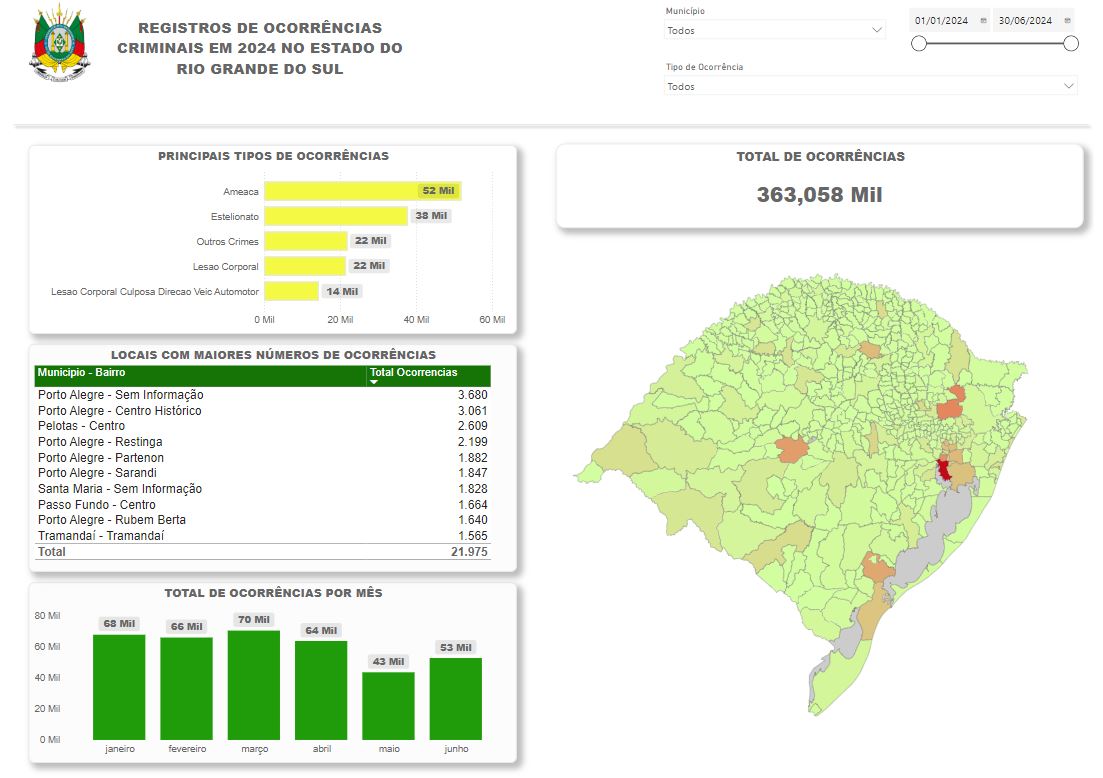 REGISTROS DE OCORRÊNCIAS
CRIMINAIS EM 2024 NO ESTADO DO
RIO GRANDE DO SUL
Município
Todos
01/01/2024
30/06/2024
Tipo de Ocorrência
Todos
PRINCIPAIS TIPOS DE OCORRÊNCIAS
Ameaca 52 Mil
Estelionato 38 Mil
Outros Crimes 22 Mil
Lesao Corporal 22 Mil
Lesao Corporal Culposa Direcao Veic Automotor 14 Mil
0 Mil 20 Mil 40 Mil 60 Mil
TOTAL DE OCORRÊNCIAS
363,058 Mil
LOCAIS COM MAIORES NÚMEROS DE OCORRÊNCIAS
Municipio - Bairro Total Ocorrencias
Porto Alegre - Sem Informação 3.680
Porto Alegre - Centro Histórico 3.061
Pelotas - Centro 2.609
Porto Alegre - Restinga 2.199
Porto Alegre - Partenon 1.882
Porto Alegre - Sarandi 1.847
Santa Maria - Sem Informação 1.828
Passo Fundo - Centro 1.664
Porto Alegre - Rubem Berta 1.640
Tramandaí - Tramandaí 1.565
Total 21.975
TOTAL DE OCORRÊNCIAS POR MÊS
80 Mil
60 Mil
40 Mil
20 Mil
0 Mil
68 Mil 66 Mil 70 Mil 64 Mil 43 Mil 53 Mil
janeiro fevereiro março abril maio junho